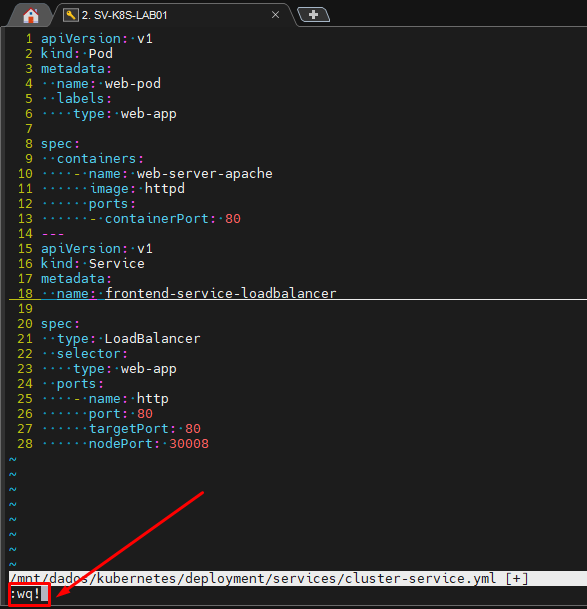 2. SV-K8S-LAB01
1 apiVersion: v1
2 kind: Pod
3 metadata:
4   name: web-pod
5   labels:
6     type: web-app
7
8 spec:
9   containers:
10     - name: web-server-apache
11       image: httpd
12       ports:
13       - containerPort: 80
14 ---
15 apiVersion: v1
16 kind: Service
17 metadata:
18   name: frontend-service-loadbalancer
19
20 spec:
21   type: LoadBalancer
22   selector:
23     type: web-app
24   ports:
25     - name: http
26       port: 80
27       targetPort: 80
28       nodePort: 30008
~
~
~
~
~
~
~
~
/mnt/dados/kubernetes/deployment/services/cluster-service.yml [+]
:wq!